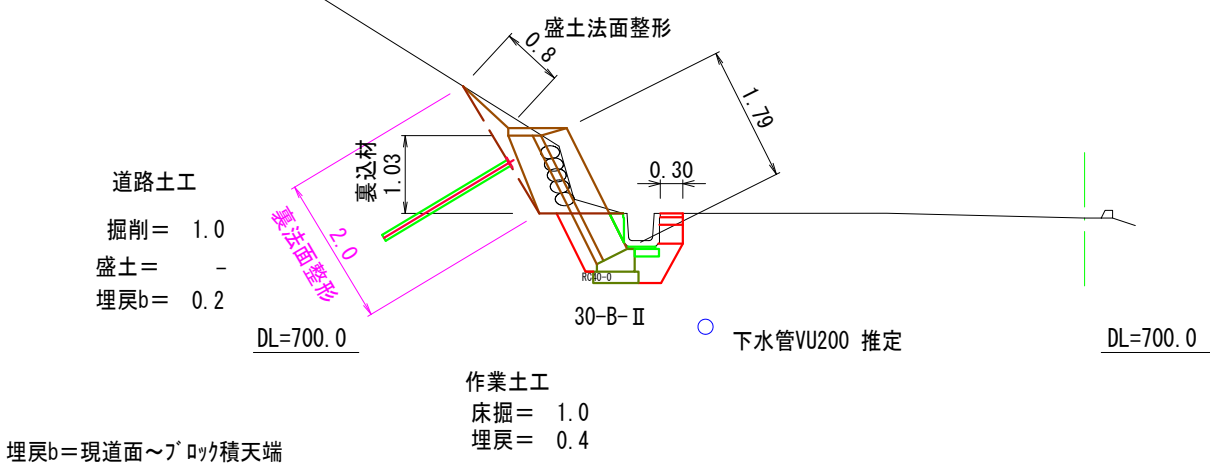 盛土法面整形
0.8
1.79
裏込材
1.03
0.30
道路土工
掘削= 1.0
盛土= -
埋戻b= 0.2
2.0
裏法面整形
RC40-0
30-B-Ⅱ
DL=700.0
下水管VU200 推定
DL=700.0
作業土工
床掘= 1.0
埋戻= 0.4
埋戻b=現道面～ﾌﾞﾛｯｸ積天端